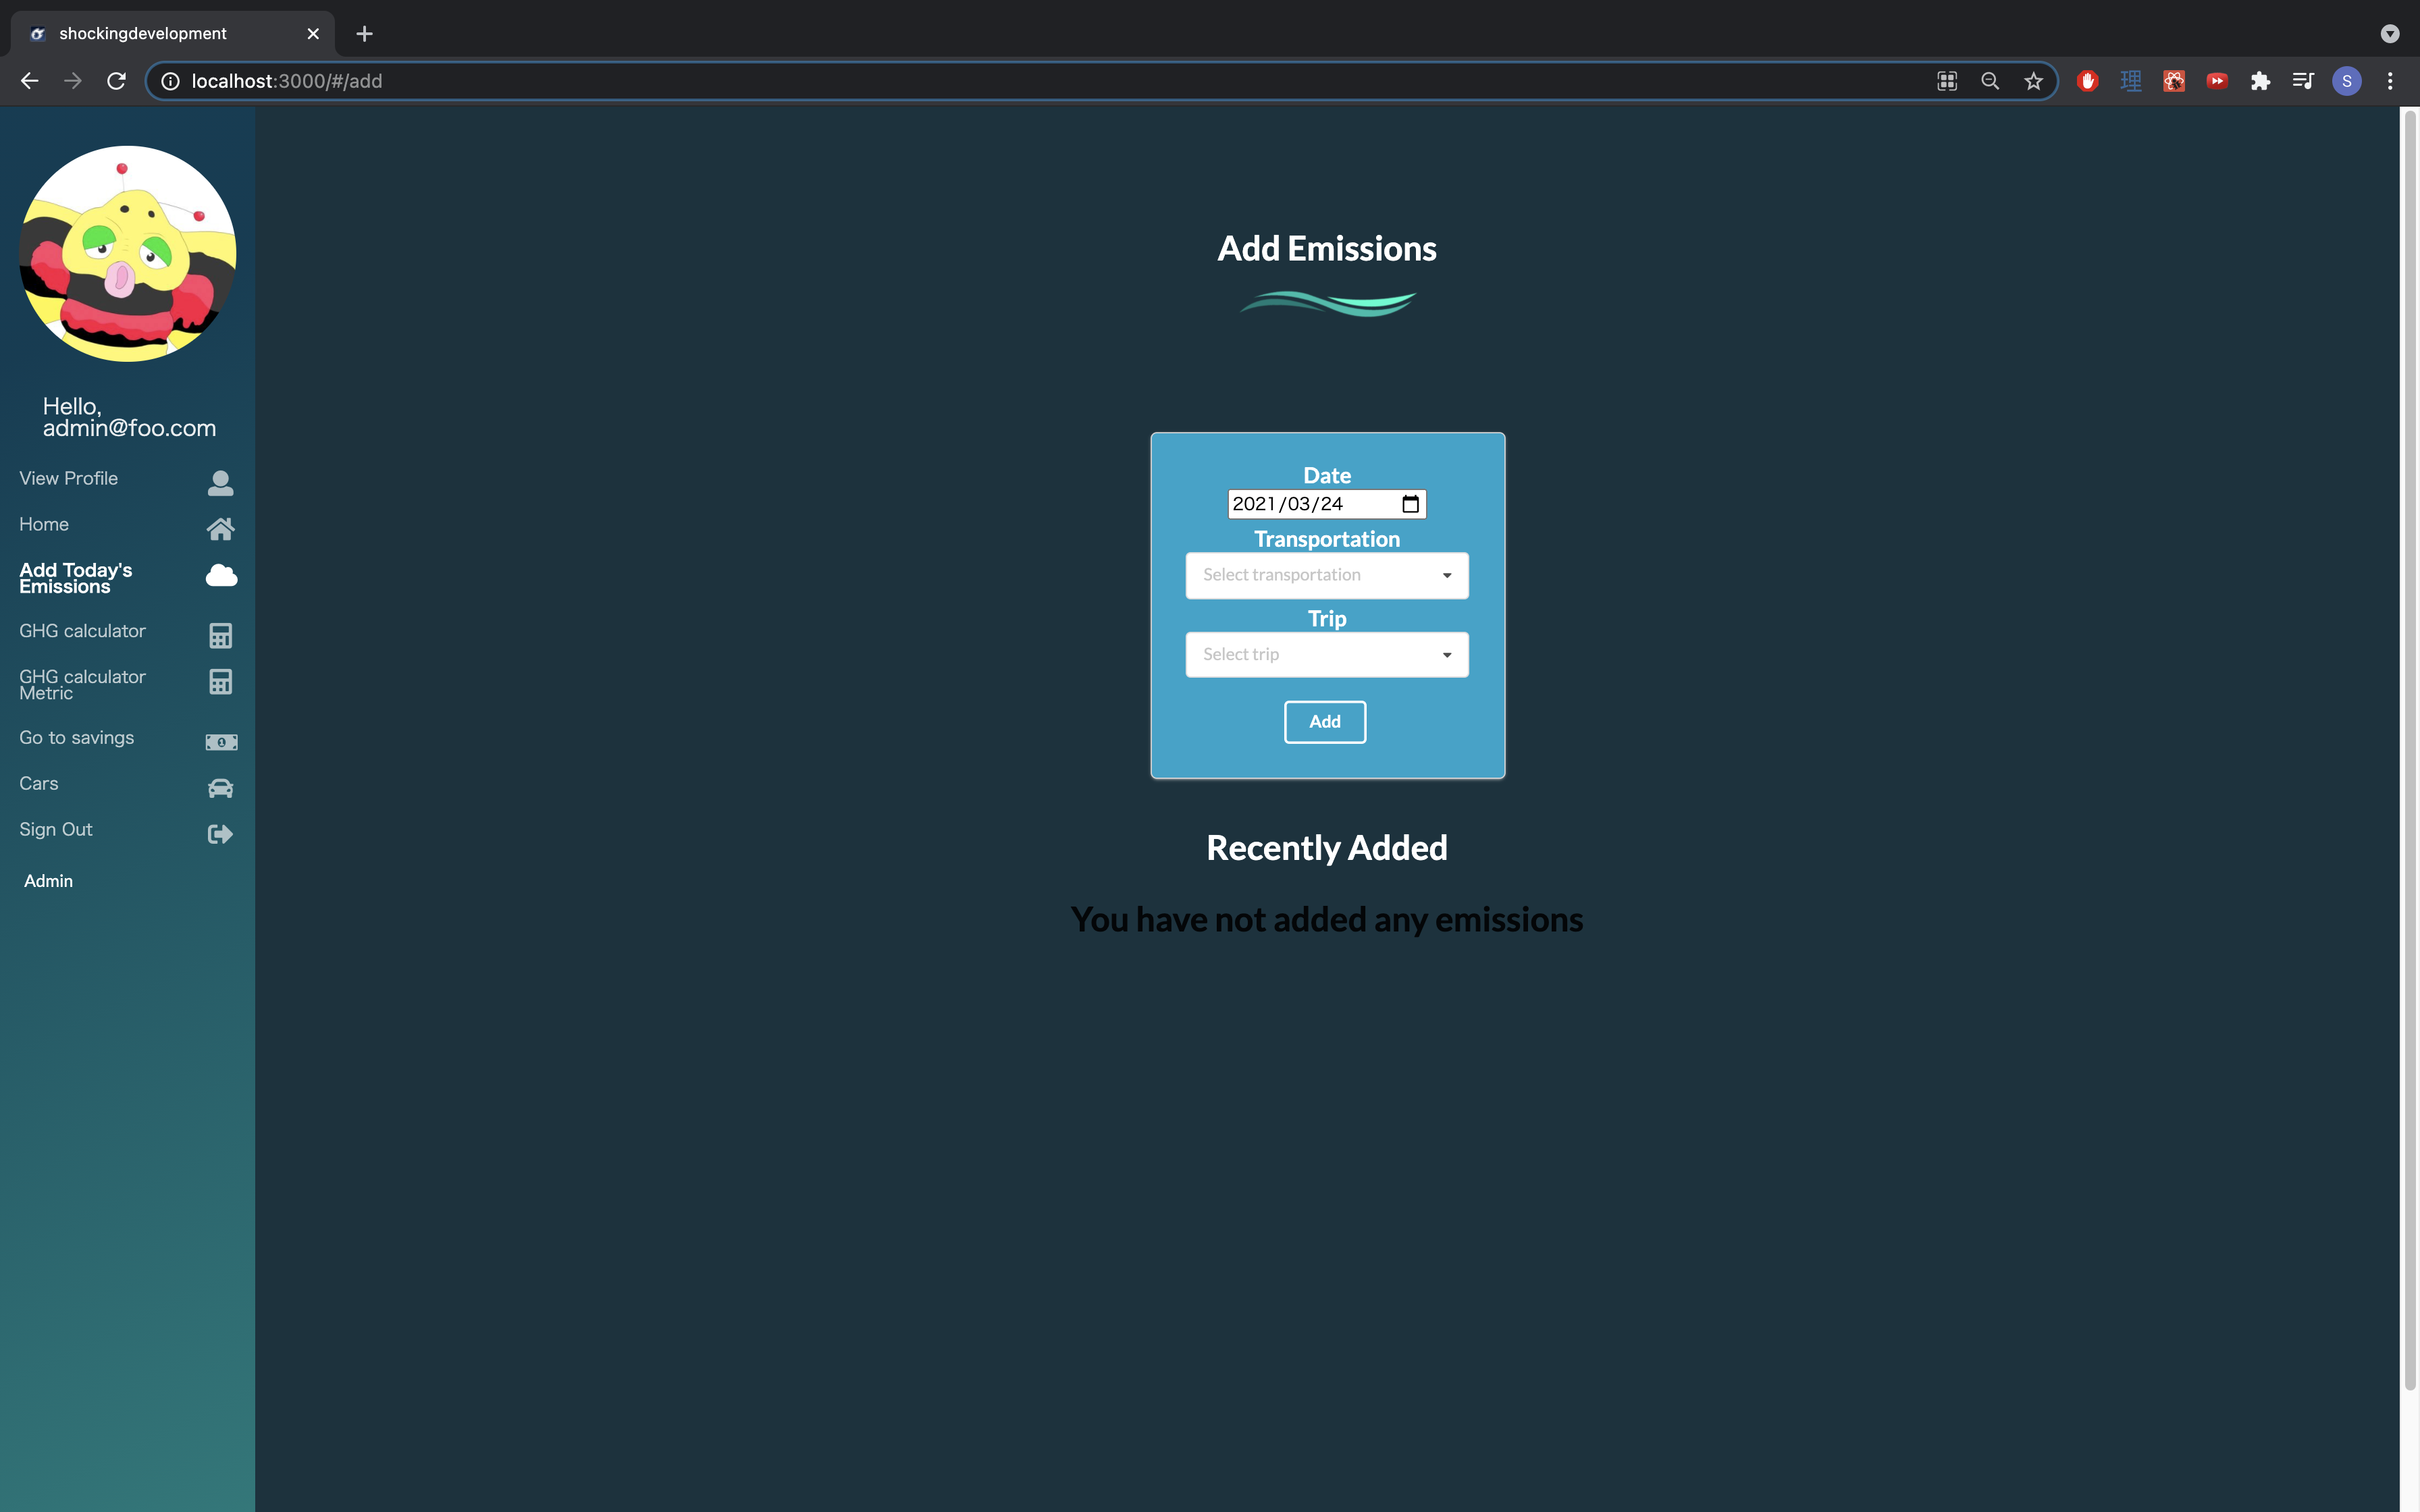 shockingdevelopment
localhost:3000/#/add
S
Hello,
admin@foo.com
View Profile
Home
Add Today's
Emissions
GHG calculator
GHG calculator
Metric
Go to savings
1
Cars
Sign Out
Admin
Add Emissions
Date
2021/03/24
Transportation
Select transportation
Trip
Select trip
Add
Recently Added
You have not added any emissions